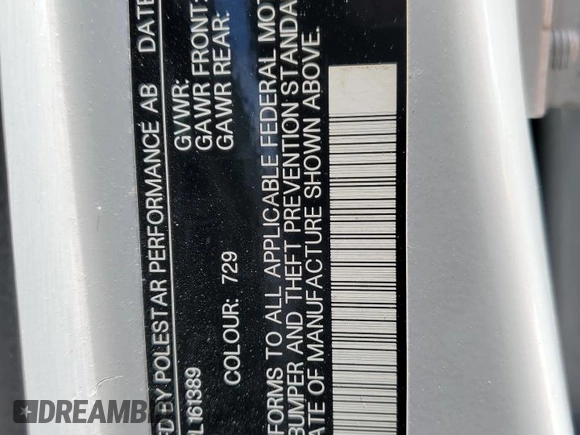 ED BY POLESTAR PERFORMANCE AB DATE
GVWR:
GAWR FRONT:
GAWR REAR:
L161389 COLOUR: 729
FORMS TO ALL APPLICABLE FEDERAL MOT
BUMPER AND THEFT PREVENTION STANDA
ATE OF MANUFACTURE SHOWN ABOVE.
DREAMB